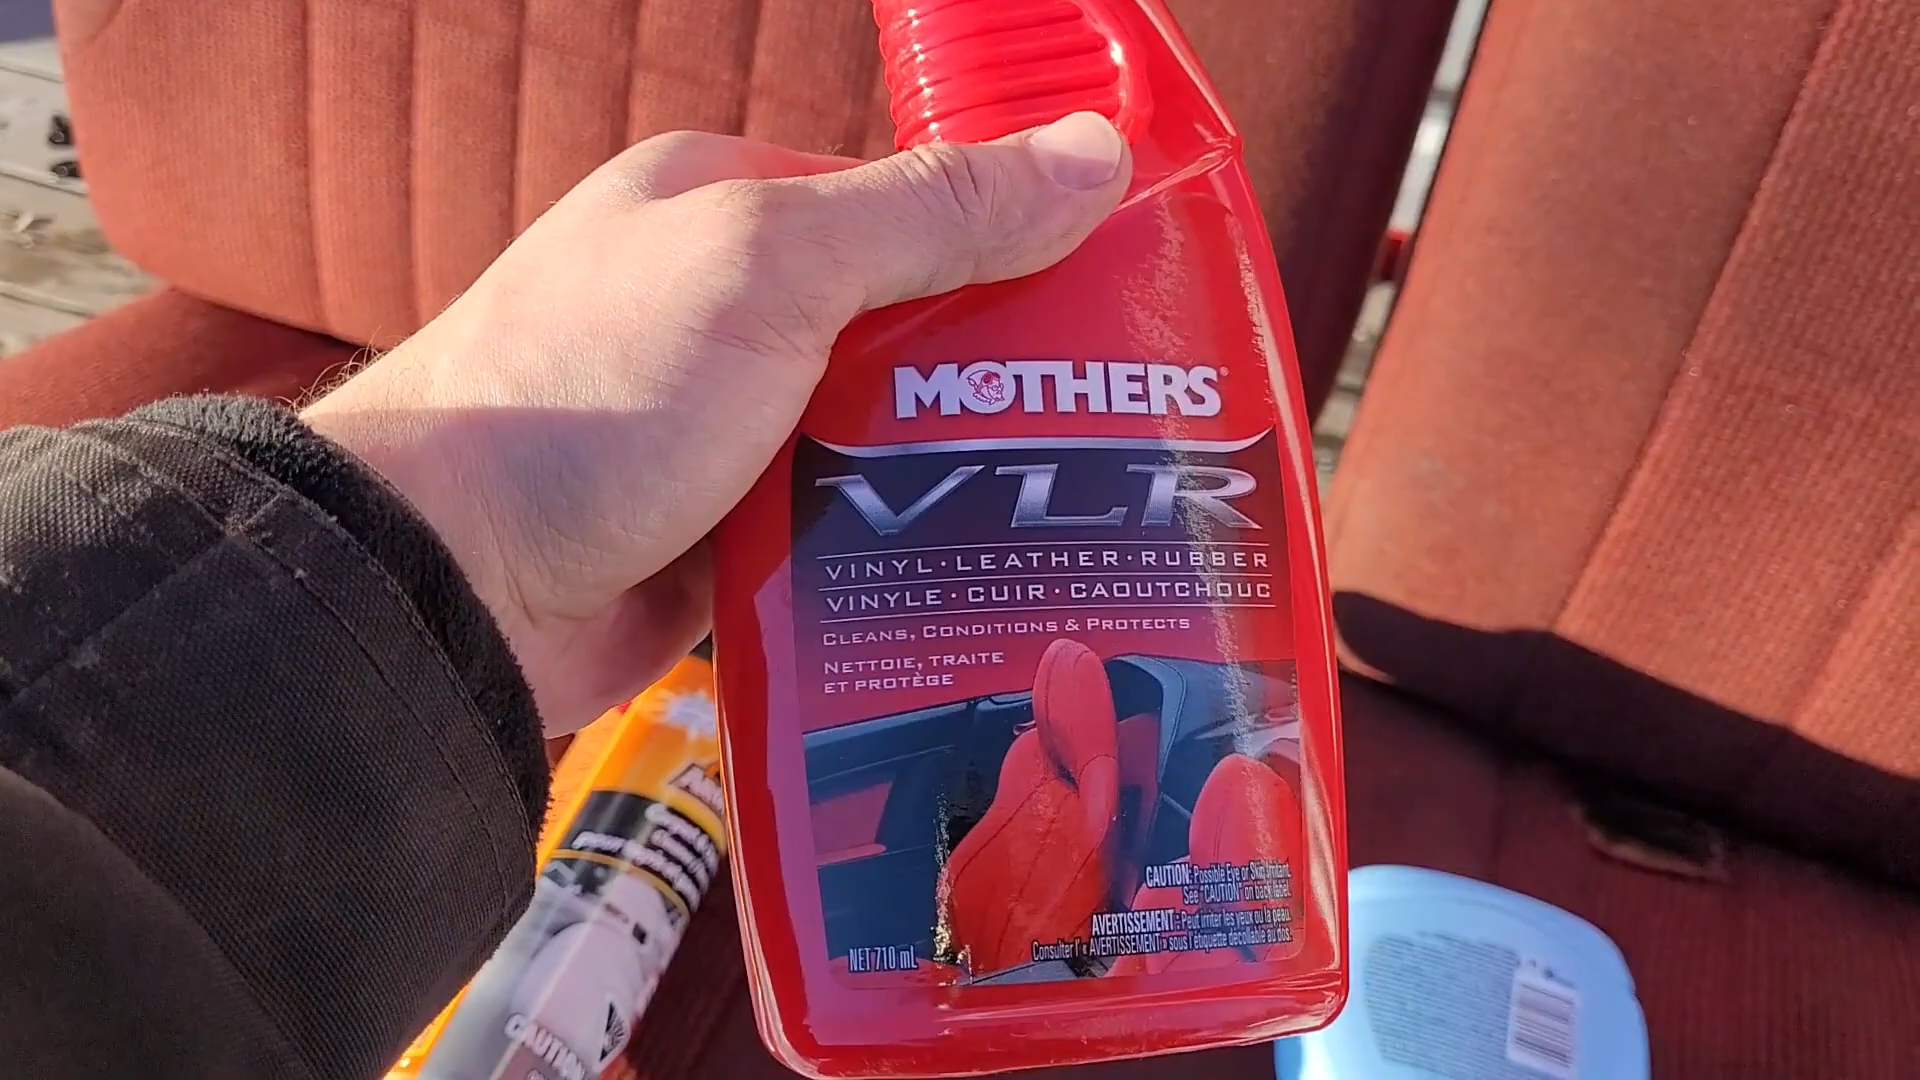 MOTHERS®
VLR
VINYL·LEATHER·RUBBER
VINYLE·CUIR·CAOUTCHOUC
CLEANS, CONDITIONS & PROTECTS
NETTOIE, TRAITE
ET PROTÈGE
CAUTION: Possible Eye or Skin Irritant.
See "CAUTION" on back label.
AVERTISSEMENT: Peut irriter les yeux ou la peau.
Consulter l' « AVERTISSEMENT » sous l'étiquette décollable au dos.
NET 710 mL
CAUTION